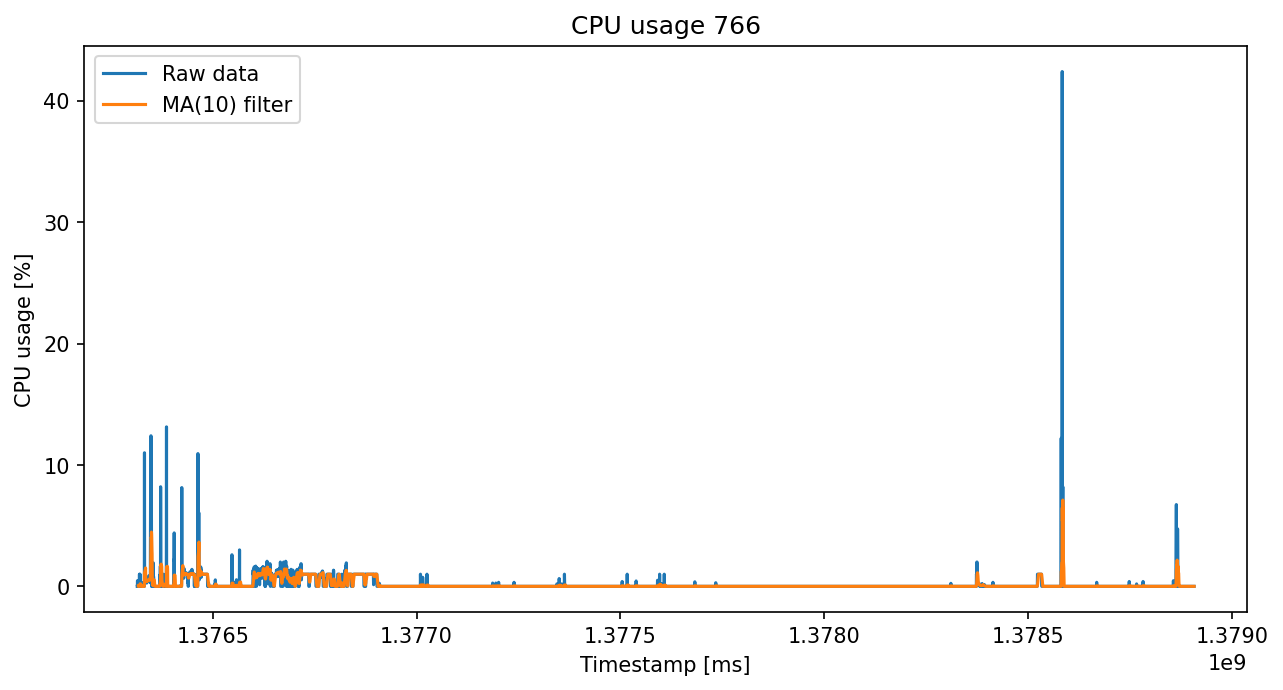 CPU usage 766
Raw data
MA(10) filter
CPU usage [%]
40
30
20
10
0
1.3765
1.3770
1.3775
1.3780
1.3785
1.3790
1e9
Timestamp [ms]